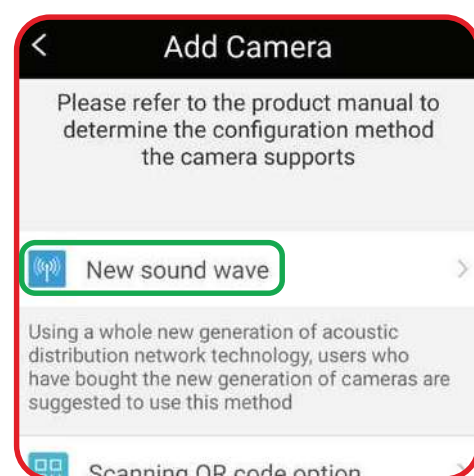 Add Camera
Please refer to the product manual to
determine the configuration method
the camera supports
New sound wave
Using a whole new generation of acoustic
distribution network technology, users who
have bought the new generation of cameras are
suggested to use this method
Scanning QR code option